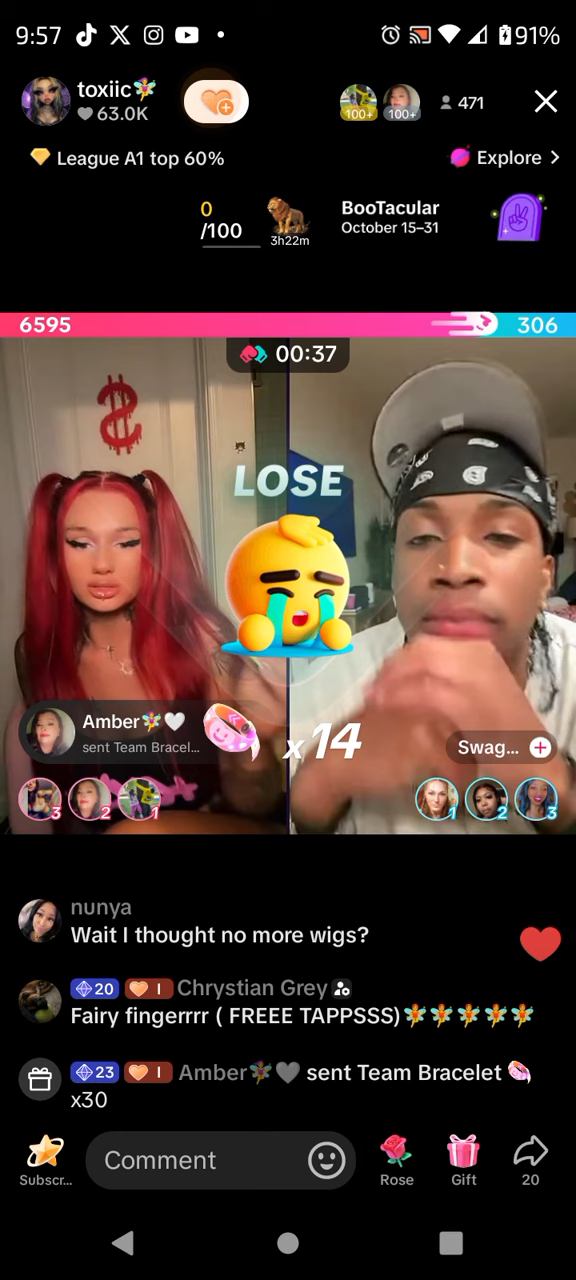 9:57
91%
toxiic🧚
63.0K
100+
100+
471
League A1 top 60%
Explore
0
/100
3h22m
BooTacular
October 15–31
6595
306
00:37
LOSE
Amber🧚🤍
sent Team Bracel...
x14
Swag...
3
2
1
1
2
3
nunya
Wait I thought no more wigs?
20 I Chrystian Grey
Fairy fingerrrr ( FREEE TAPPSSS)🧚🧚🧚🧚🧚
23 I Amber🧚🤍 sent Team Bracelet
x30
Subscr...
Comment
Rose
Gift
20